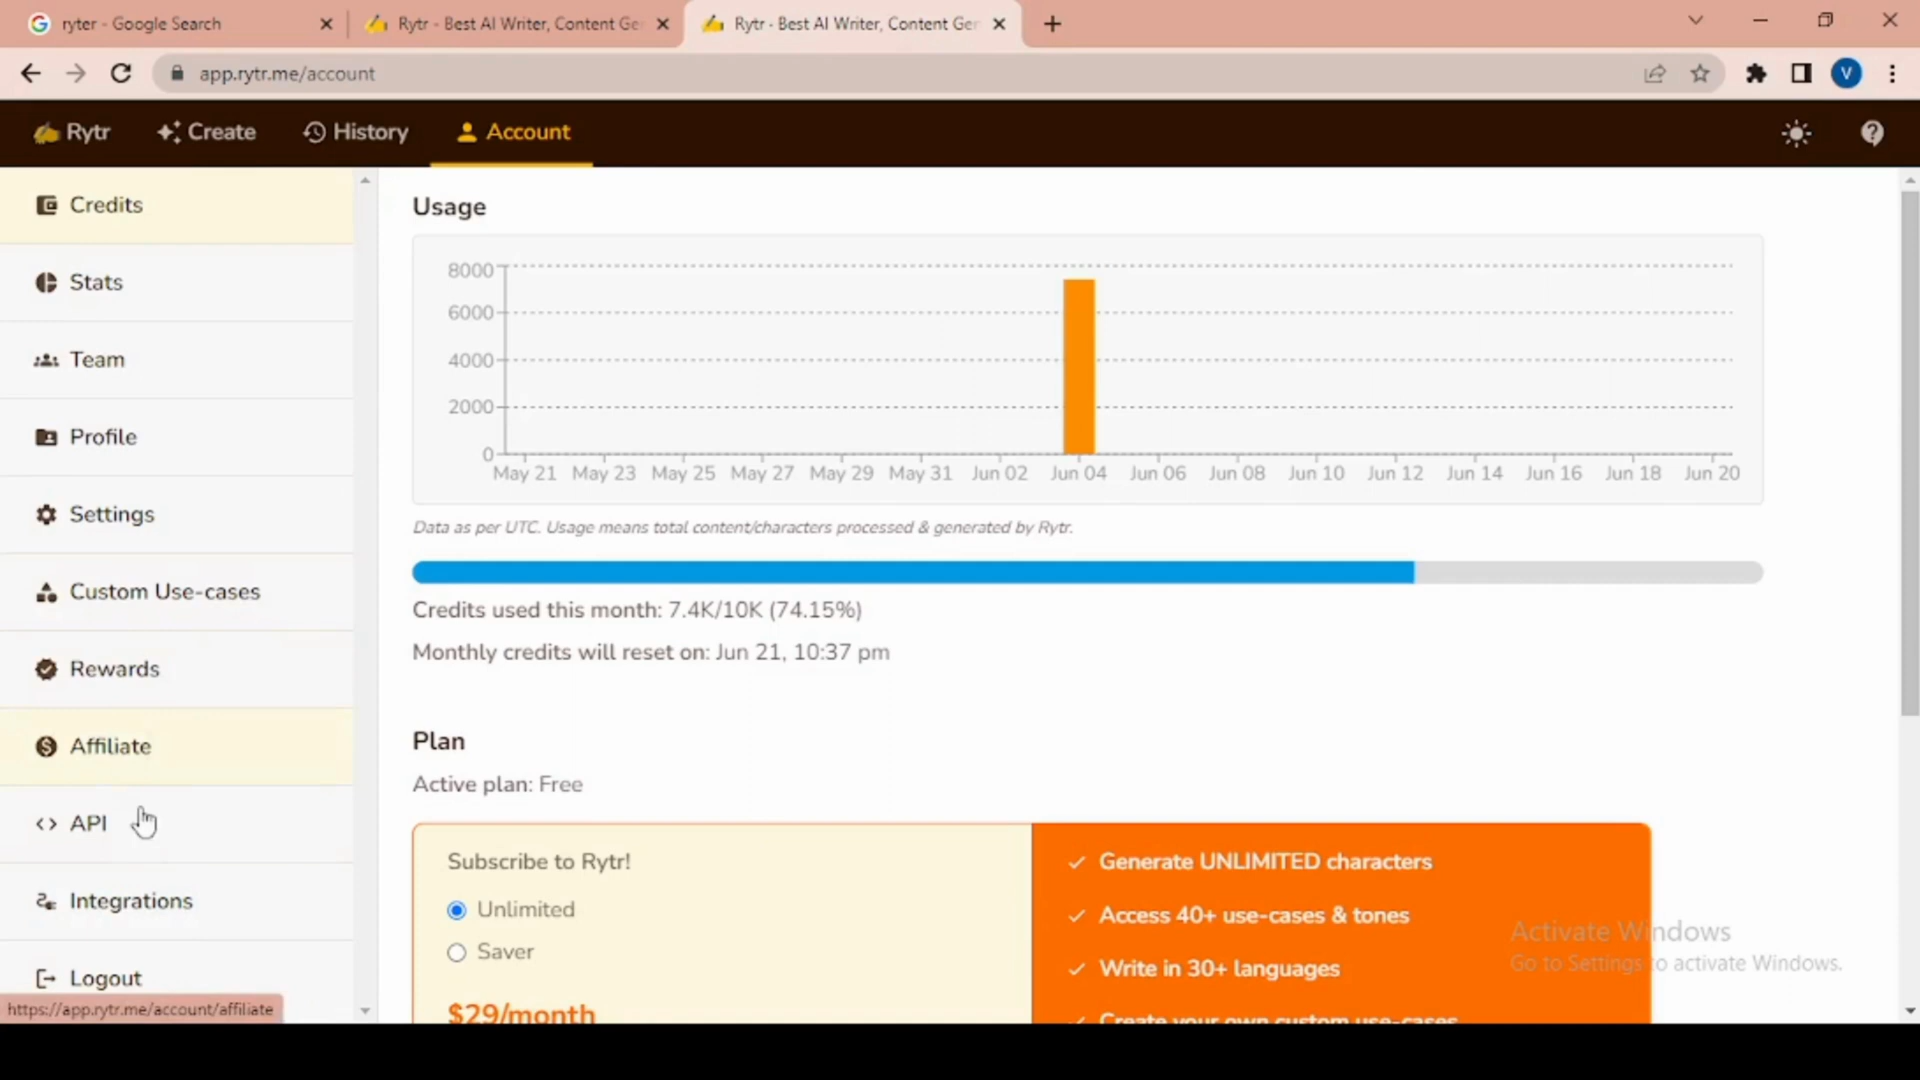 ryter - Google Search
Rytr - Best AI Writer, Content Ge
Rytr - Best AI Writer, Content Ger
app.rytr.me/account
V
Rytr
Create
History
Account
Credits
Stats
Team
Profile
Settings
Custom Use-cases
Rewards
Affiliate
API
Integrations
Logout
https://app.rytr.me/account/affiliate
Usage
8000
6000
4000
2000
0
May 21 May 23 May 25 May 27 May 29 May 31 Jun 02 Jun 04 Jun 06 Jun 08 Jun 10 Jun 12 Jun 14 Jun 16 Jun 18 Jun 20
Data as per UTC. Usage means total content/characters processed & generated by Rytr.
Credits used this month: 7.4K/10K (74.15%)
Monthly credits will reset on: Jun 21, 10:37 pm
Plan
Active plan: Free
Subscribe to Rytr!
Unlimited
Saver
$29/month
Generate UNLIMITED characters
Access 40+ use-cases & tones
Write in 30+ languages
Create your own custom use-cases
Activate Windows
Go to Settings to activate Windows.